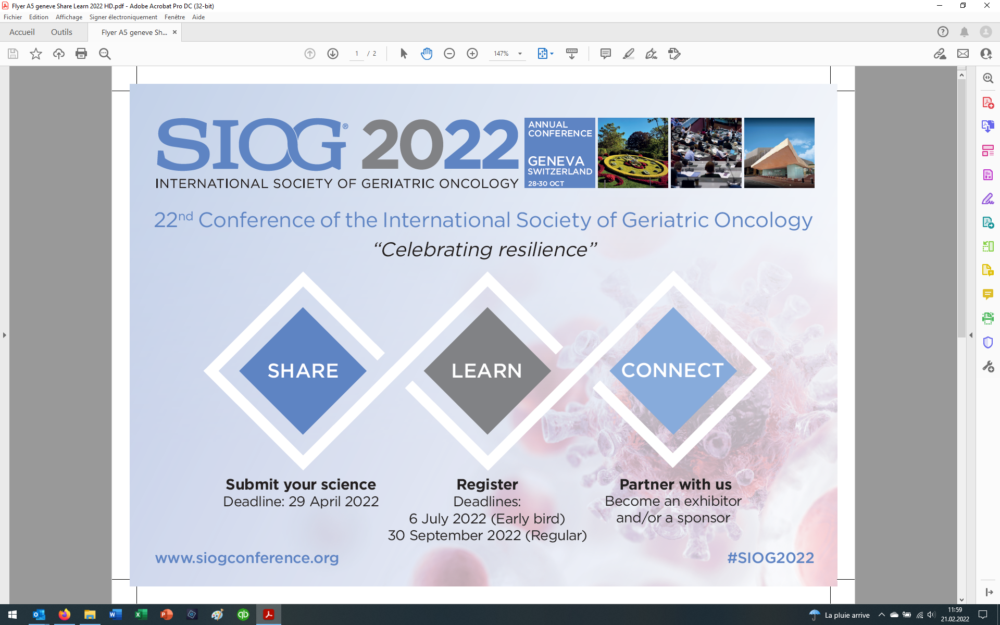 Flyer A5 geneve Share Learn 2022 HD.pdf - Adobe Acrobat Pro DC (32-bit)
Fichier Edition Affichage Signer électroniquement Fenêtre Aide
Accueil Outils Flyer A5 geneve Sh... ×
1 / 2 147%
SIOG® 2022
INTERNATIONAL SOCIETY OF GERIATRIC ONCOLOGY
ANNUAL
CONFERENCE
GENEVA
SWITZERLAND
28-30 OCT
22nd Conference of the International Society of Geriatric Oncology
“Celebrating resilience”
SHARE
LEARN
CONNECT
Submit your science
Deadline: 29 April 2022
Register
Deadlines:
6 July 2022 (Early bird)
30 September 2022 (Regular)
Partner with us
Become an exhibitor
and/or a sponsor
www.siogconference.org
#SIOG2022
La pluie arrive
11:59
21.02.2022